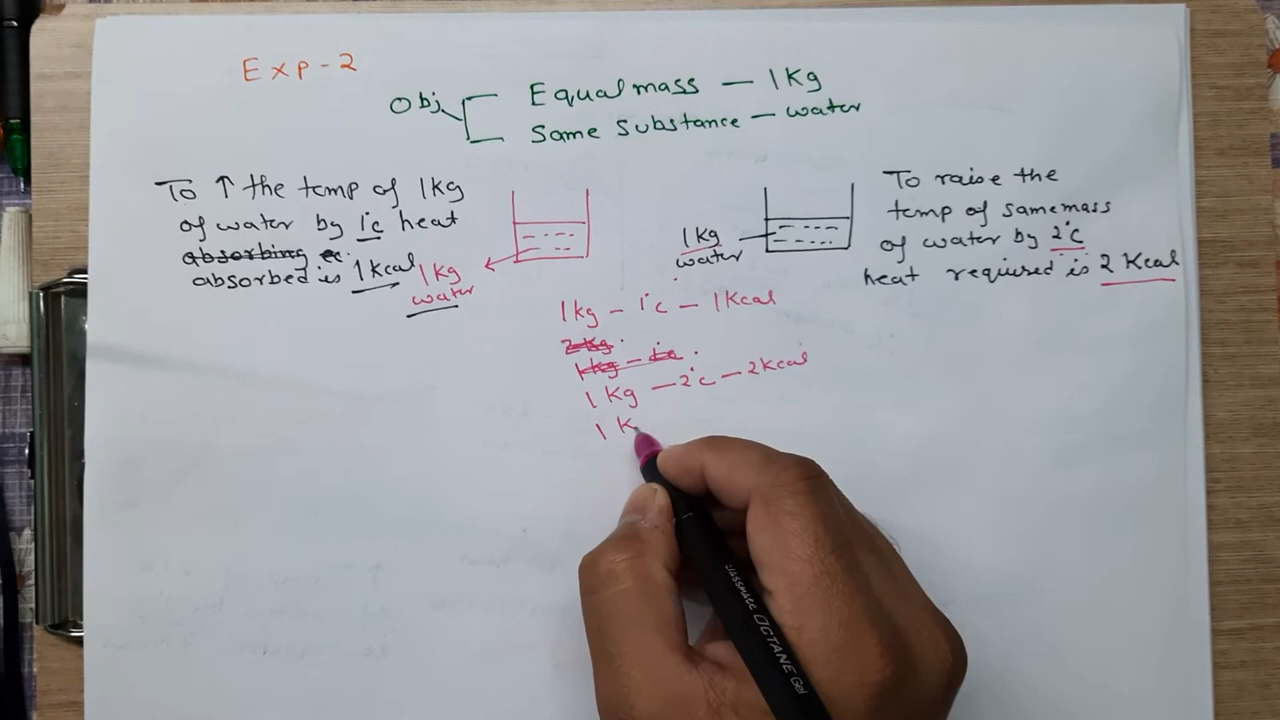 Exp-2
Obj Equal mass — 1Kg
Same substance — water
To ↑ the temp of 1kg
of water by 1°c heat
absorbing
absorbed is 1 Kcal
1kg
water
1kg
water
To raise the
temp of same mass
of water by 2°c
heat required is 2 Kcal
1kg — 1°c — 1Kcal
2 Kg
1Kg — 1°c
1 Kg — 2°c — 2Kcal
1 K
classmate OCTANE Gel